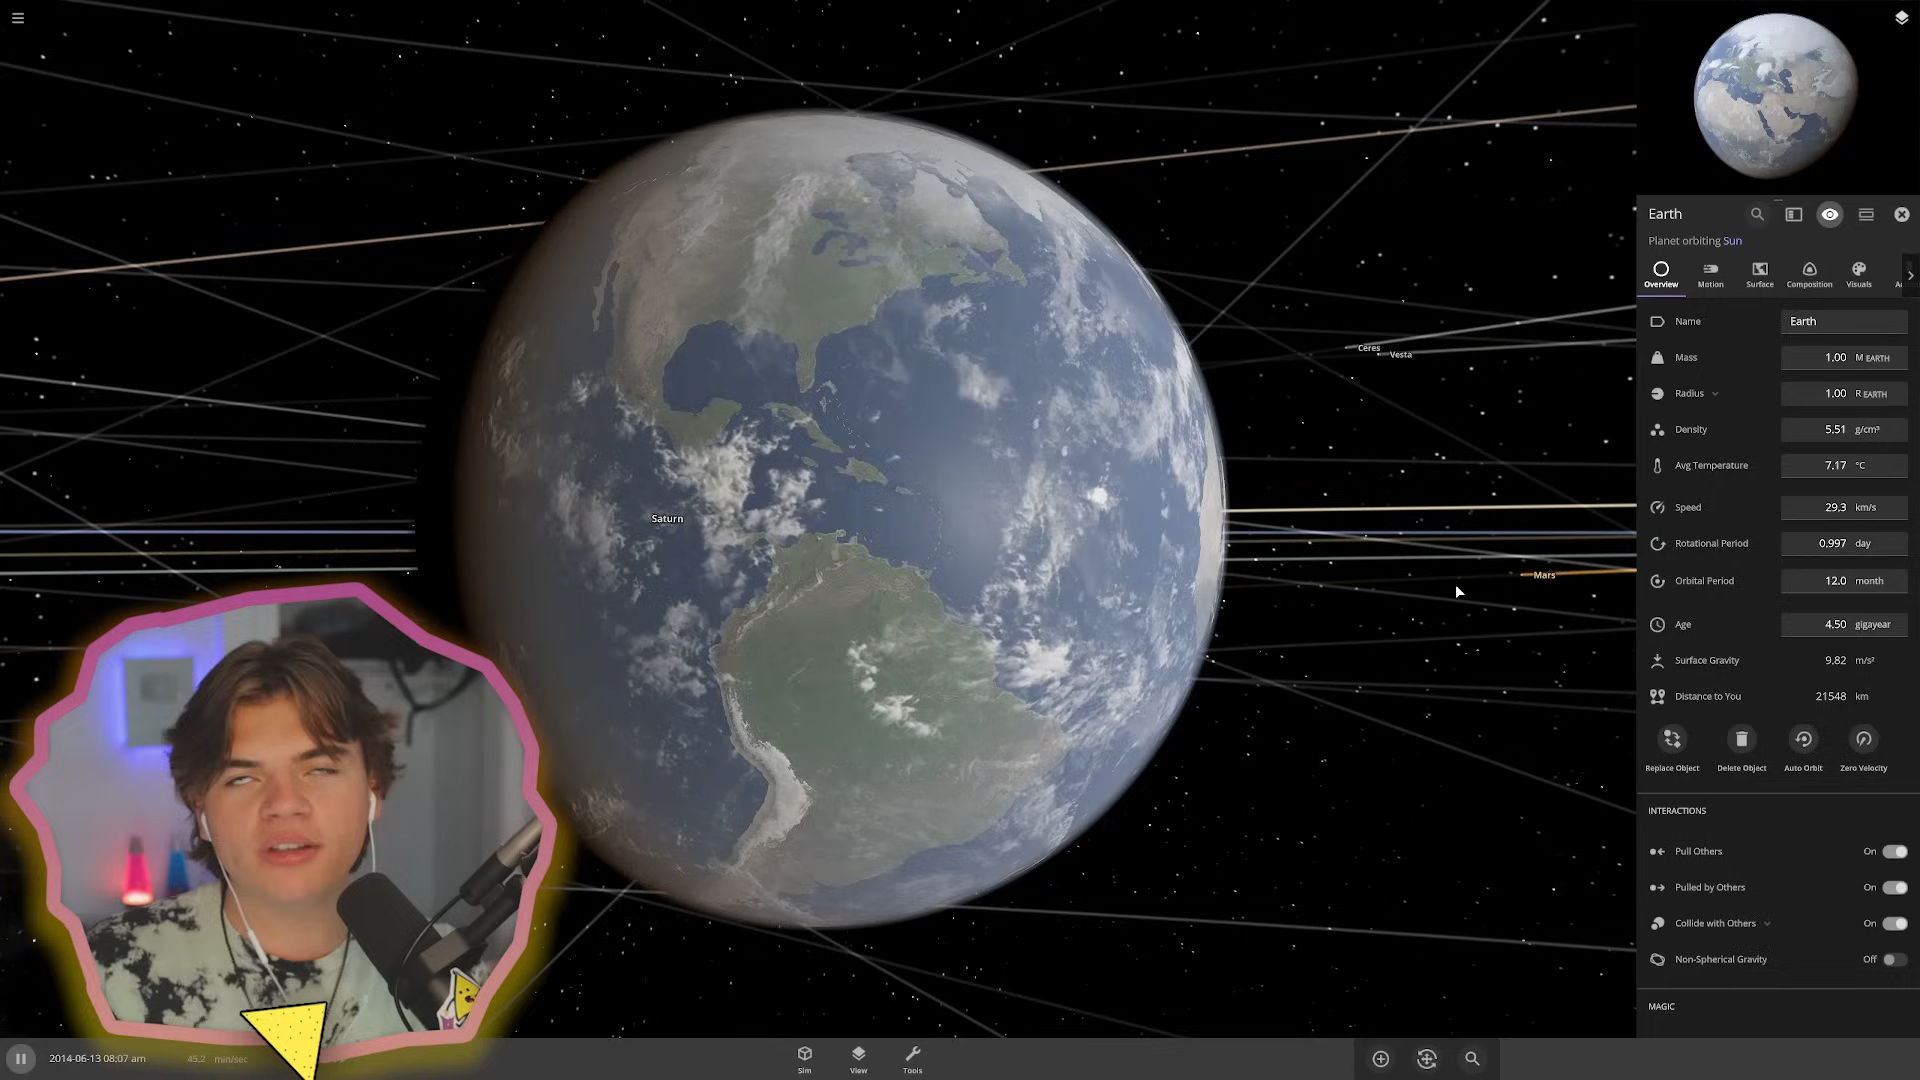 Earth
Planet orbiting Sun
Overview
Motion
Surface
Composition
Visuals
Name Earth
Mass 1.00 M EARTH
Radius 1.00 R EARTH
Density 5.51 g/cm³
Avg Temperature 7.17 °C
Speed 29.3 km/s
Rotational Period 0.997 day
Orbital Period 12.0 month
Age 4.50 gigayear
Surface Gravity 9.82 m/s²
Distance to You 21548 km
Replace Object
Delete Object
Auto Orbit
Zero Velocity
INTERACTIONS
Pull Others On
Pulled by Others On
Collide with Others On
Non-Spherical Gravity Off
MAGIC
Ceres
Vesta
Saturn
Mars
2014-06-13 08:07 am
45.2 min/sec
Sim
View
Tools